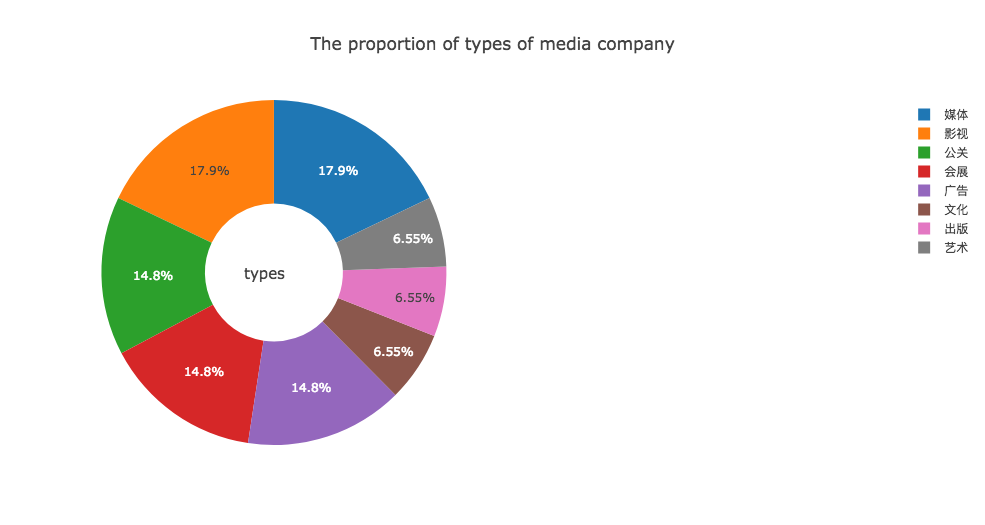 The proportion of types of media company
17.9%
17.9%
6.55%
14.8%
types
6.55%
6.55%
14.8%
14.8%
媒体
影视
公关
会展
广告
文化
出版
艺术